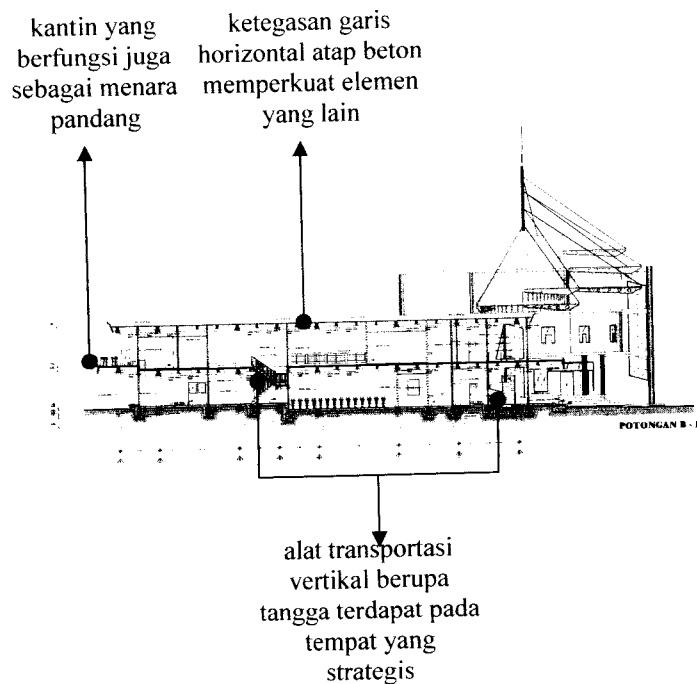 kantin yang
berfungsi juga
sebagai menara
pandang
ketegasan garis
horizontal atap beton
memperkuat elemen
yang lain
POTONGAN B -
alat transportasi
vertikal berupa
tangga terdapat pada
tempat yang
strategis